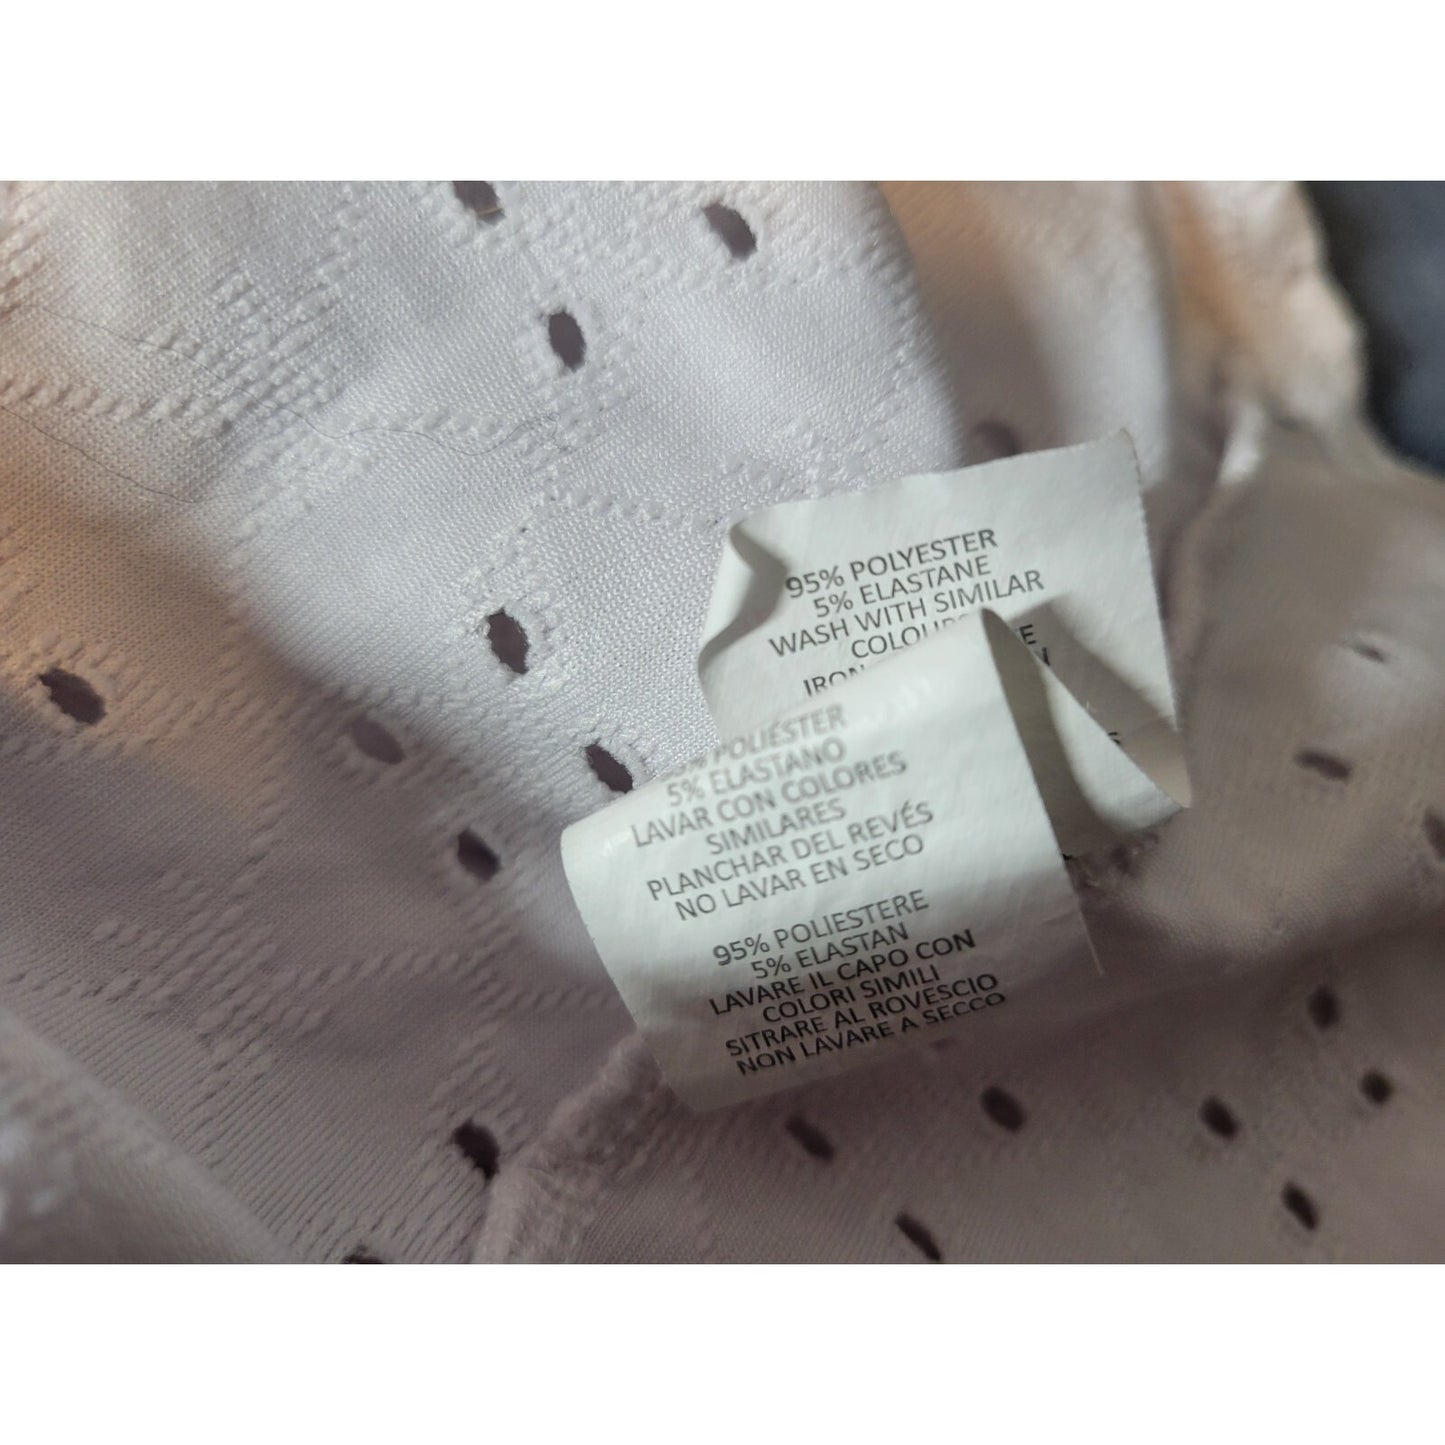 95% POLYESTER
5% ELASTANE
WASH WITH SIMILAR
POLIÉSTER
5% ELASTANO
LAVAR CON COLORES
SIMILARES
PLANCHAR DEL REVÉS
NO LAVAR EN SECO
95% POLIESTERE
5% ELASTAN
LAVARE IL CAPO CON
COLORI SIMILI
SITRARE AL ROVESCIO
NON LAVARE A SECCO